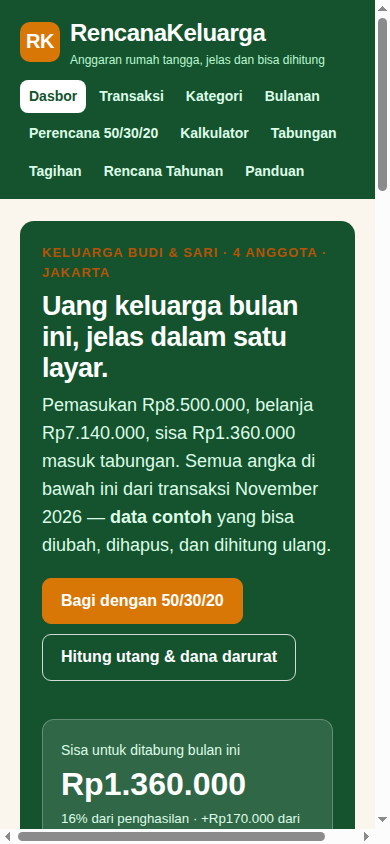 RK
RencanaKeluarga
Anggaran rumah tangga, jelas dan bisa dihitung
Dasbor Transaksi Kategori Bulanan
Perencana 50/30/20 Kalkulator Tabungan
Tagihan Rencana Tahunan Panduan
KELUARGA BUDI & SARI · 4 ANGGOTA ·
JAKARTA
Uang keluarga bulan
ini, jelas dalam satu
layar.
Pemasukan Rp8.500.000, belanja
Rp7.140.000, sisa Rp1.360.000
masuk tabungan. Semua angka di
bawah ini dari transaksi November
2026 — data contoh yang bisa
diubah, dihapus, dan dihitung ulang.
Bagi dengan 50/30/20
Hitung utang & dana darurat
Sisa untuk ditabung bulan ini
Rp1.360.000
16% dari penghasilan · +Rp170.000 dari